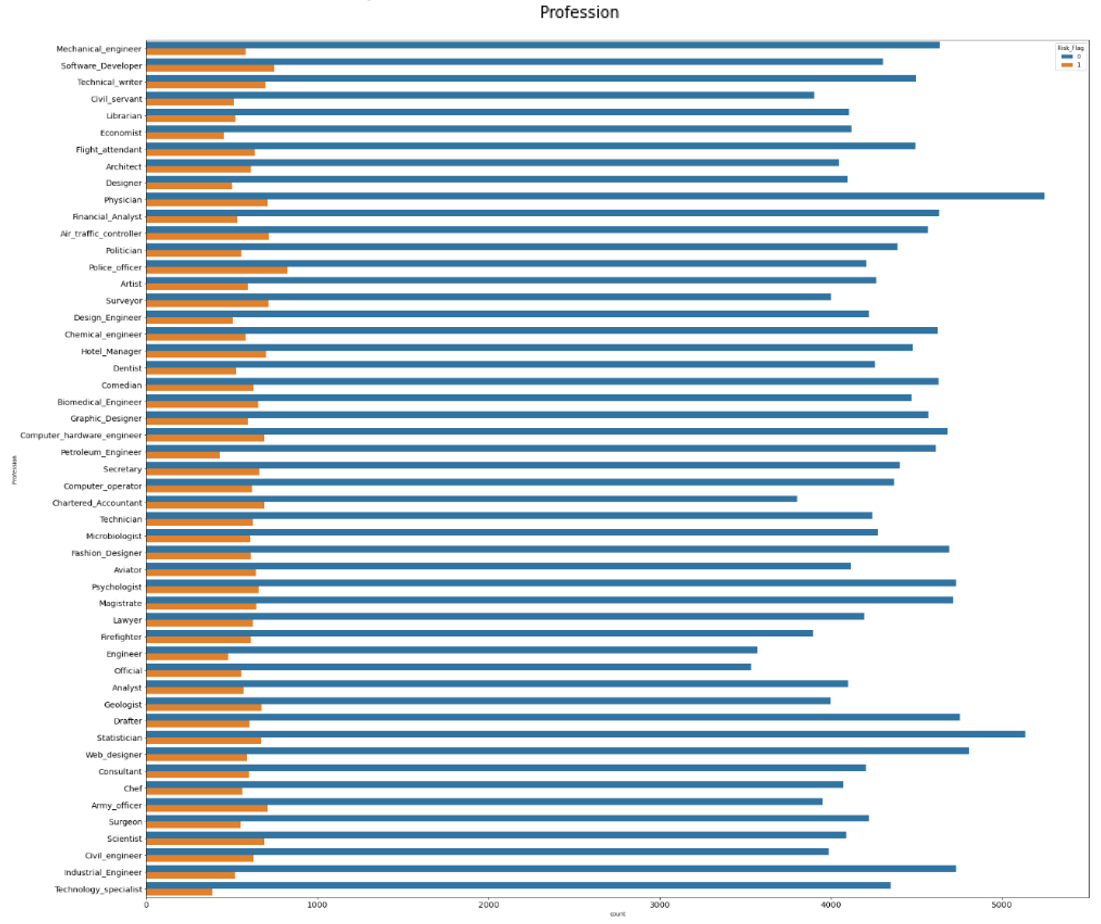 Profession
Risk_Flag
0
1
Mechanical_engineer
Software_Developer
Technical_writer
Civil_servant
Librarian
Economist
Flight_attendant
Architect
Designer
Physician
Financial_Analyst
Air_traffic_controller
Politician
Police_officer
Artist
Surveyor
Design_Engineer
Chemical_engineer
Hotel_Manager
Dentist
Comedian
Biomedical_Engineer
Graphic_Designer
Computer_hardware_engineer
Petroleum_Engineer
Secretary
Computer_operator
Chartered_Accountant
Technician
Microbiologist
Fashion_Designer
Aviator
Psychologist
Magistrate
Lawyer
Firefighter
Engineer
Official
Analyst
Geologist
Drafter
Statistician
Web_designer
Consultant
Chef
Army_officer
Surgeon
Scientist
Civil_engineer
Industrial_Engineer
Technology_specialist
Profession
0 1000 2000 3000 4000 5000
count